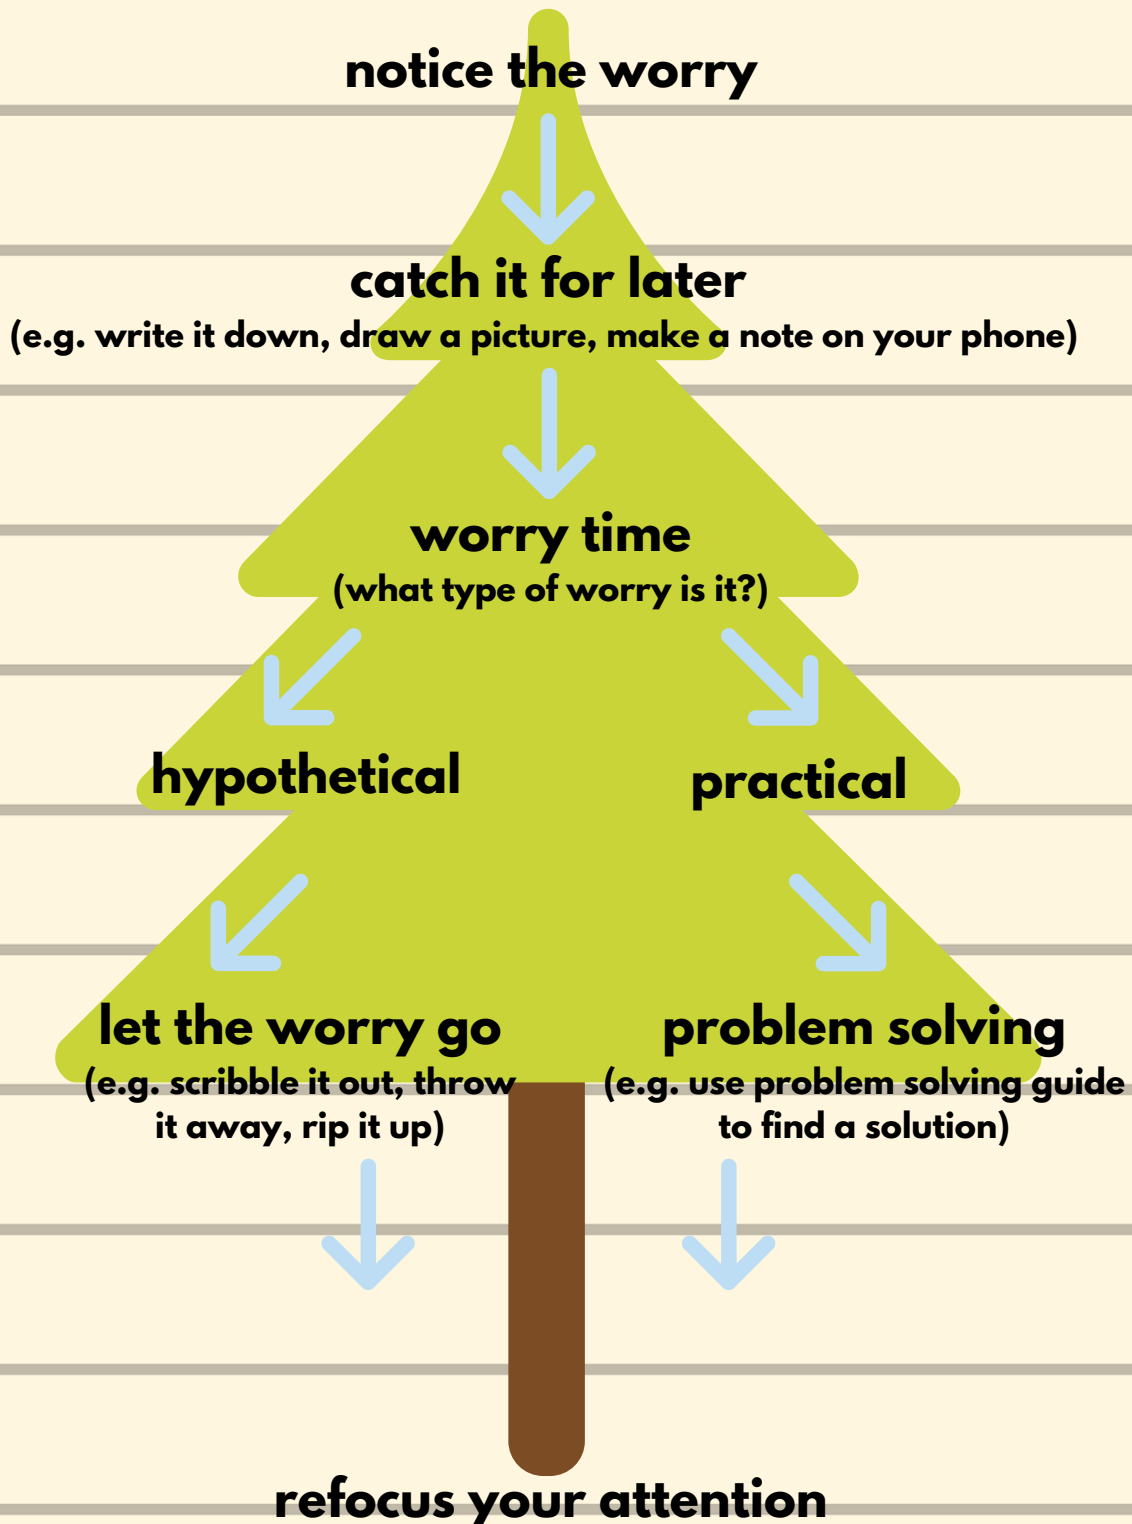 notice the worry
catch it for later
(e.g. write it down, draw a picture, make a note on your phone)
worry time
(what type of worry is it?)
hypothetical
practical
let the worry go
(e.g. scribble it out, throw
it away, rip it up)
problem solving
(e.g. use problem solving guide
to find a solution)
refocus your attention